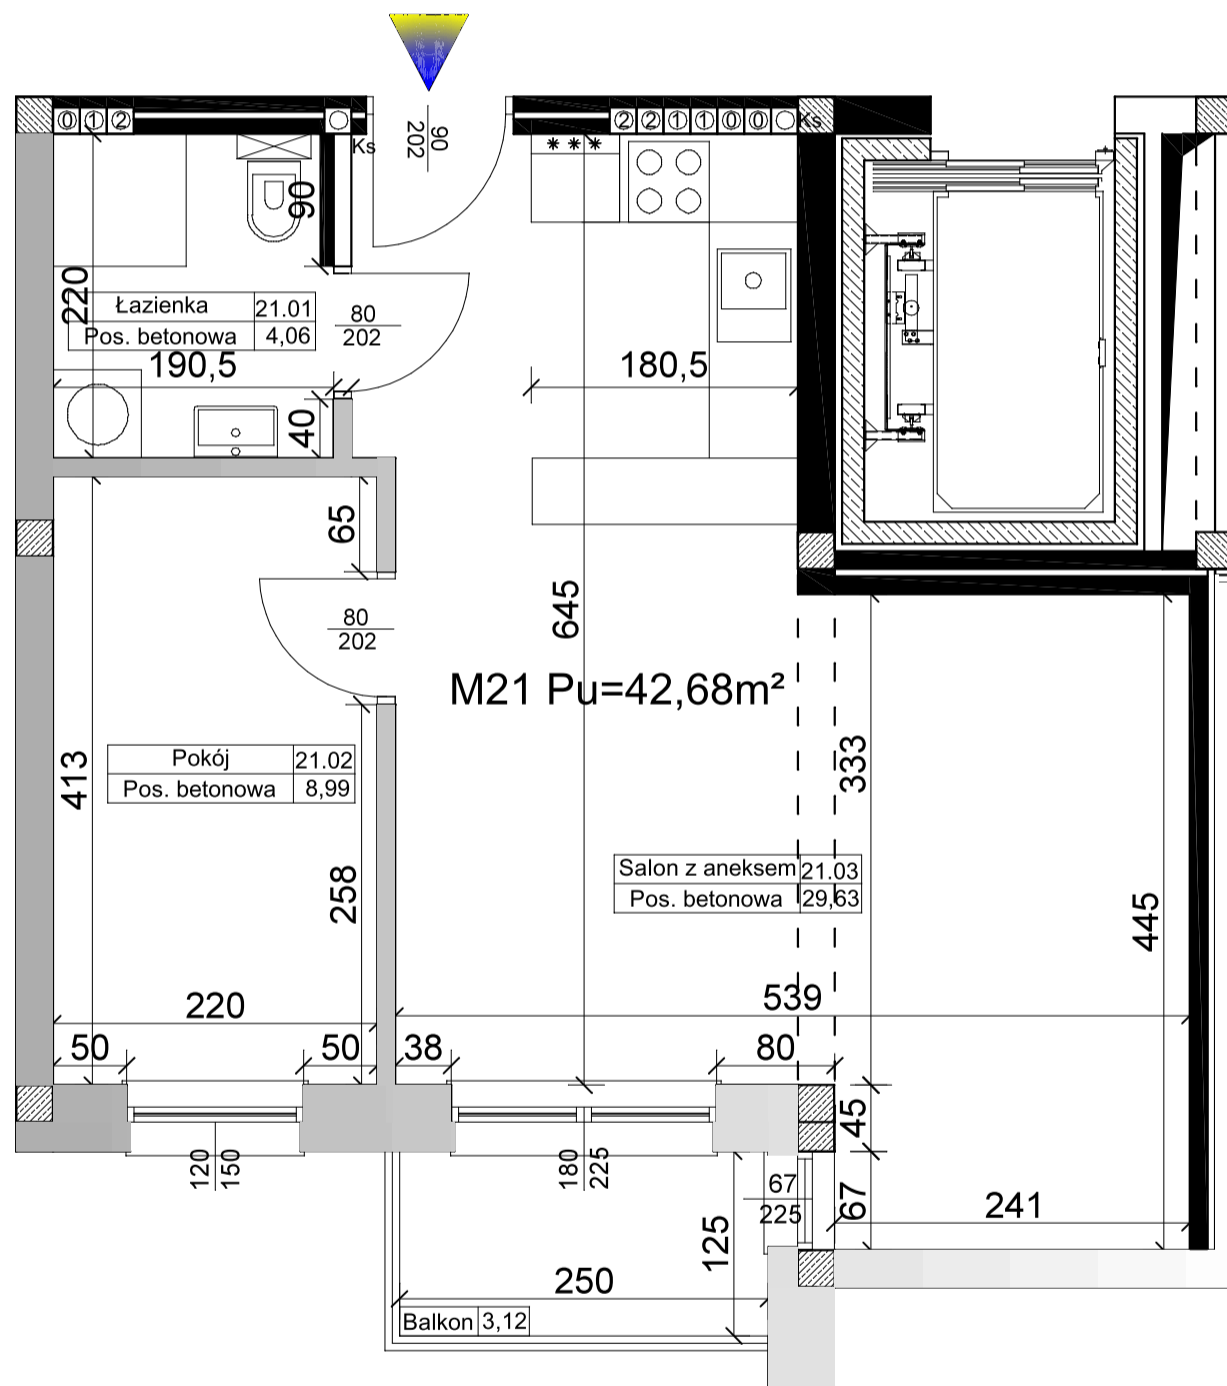 0 1 2
Ks
90
202
2 2 1 1 0 0
Ks
90
220
Łazienka 21.01
Pos. betonowa 4,06
80
202
190,5
180,5
40
65
645
80
202
M21 Pu=42,68m²
413
Pokój 21.02
Pos. betonowa 8,99
333
258
Salon z aneksem 21.03
Pos. betonowa 29,63
445
220
539
50
50
38
80
45
120
150
180
225
67
225
67
241
125
250
Balkon 3,12